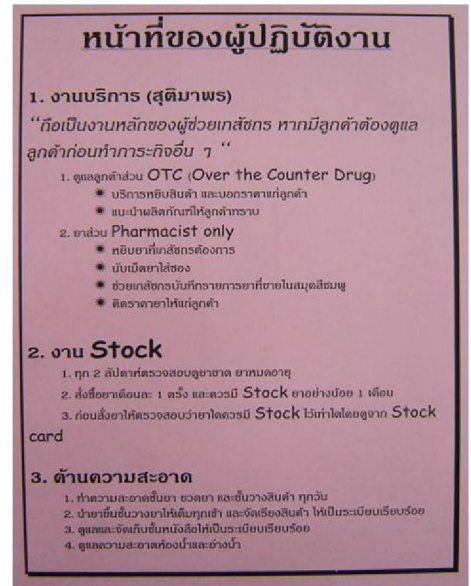 หน้าที่ของผู้ปฏิบัติงาน
1. งานบริการ (สุติมาพร)
“ถือเป็นงานหลักของผู้ช่วยเภสัชกร หากมีลูกค้าต้องดูแล
ลูกค้าก่อนทำภาระกิจอื่น ๆ “
1. ดูแลลูกค้าส่วน OTC (Over the Counter Drug)
✹ บริการหยิบสินค้า และบอกราคาแก่ลูกค้า
✹ แนะนำผลิตภัณฑ์ให้ลูกค้าทราบ
2. ยาส่วน Pharmacist only
✹ หยิบยาที่เภสัชกรต้องการ
✹ นับเม็ดยาใส่ซอง
✹ ช่วยเภสัชกรบันทึกรายการยาที่ขายในสมุดสีชมพู
✹ คิดราคายาให้แก่ลูกค้า
2. งาน Stock
1. ทุก 2 สัปดาห์ตรวจสอบดูยาขาด ยาหมดอายุ
2. สั่งซื้อยาเดือนละ 1 ครั้ง และควรมี Stock ยาอย่างน้อย 1 เดือน
3. ก่อนสั่งยาให้ตรวจสอบว่ายาใดควรมี Stock ไว้เท่าใดโดยดูจาก Stock
card
3. ด้านความสะอาด
1. ทำความสะอาดชั้นยา ขวดยา และชั้นวางสินค้า ทุกวัน
2. นำยาขึ้นชั้นวางยาให้เต็มทุกเช้า และจัดเรียงสินค้า ให้เป็นระเบียบเรียบร้อย
3. ดูแลและจัดเก็บชั้นหนังสือให้เป็นระเบียบเรียบร้อย
4. ดูแลความสะอาดห้องน้ำและอ่างน้ำ